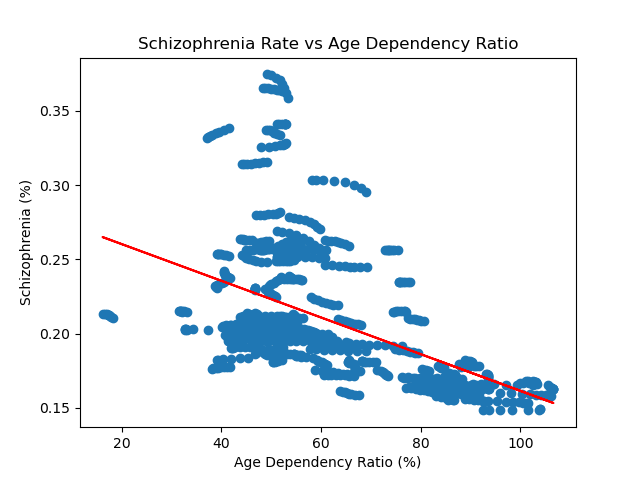 Schizophrenia Rate vs Age Dependency Ratio
0.35
0.30
0.25
0.20
0.15
Schizophrenia (%)
20 40 60 80 100
Age Dependency Ratio (%)